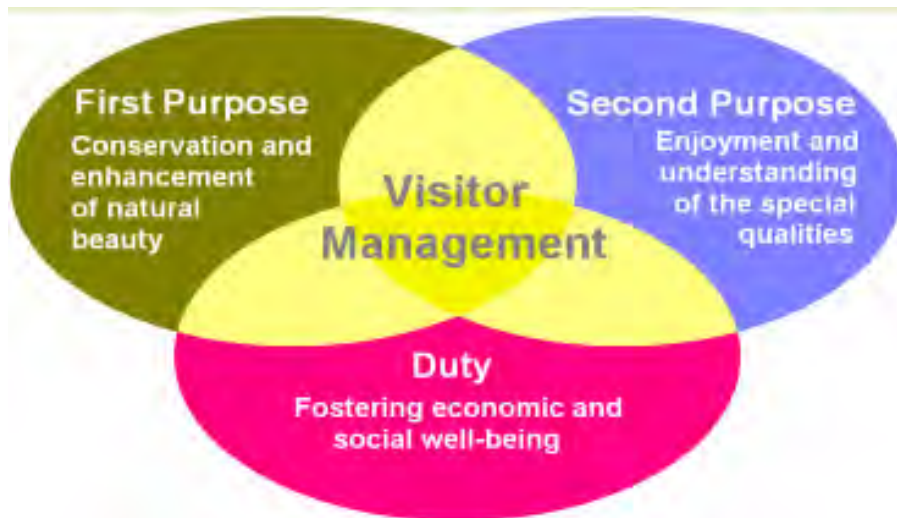 First Purpose
Conservation and
enhancement
of natural
beauty
Second Purpose
Enjoyment and
understanding
of the special
qualities
Visitor
Management
Duty
Fostering economic and
social well-being